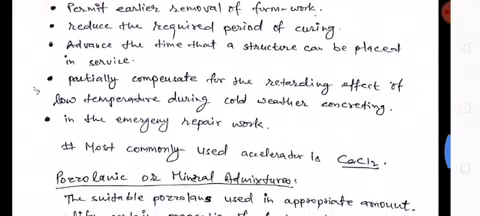 • Permit earlier removal of form-work.
• reduce the required period of curing.
• Advance the time that a structure can be placed
in service.
• partially compensate for the retarding effect of
low temperature during cold weather concreting.
• in the emergency repair work.
# Most commonly used accelerator is CaCl2.
Pozzolanic or Mineral Admixtures:
The suitable pozzolans used in appropriate amount.